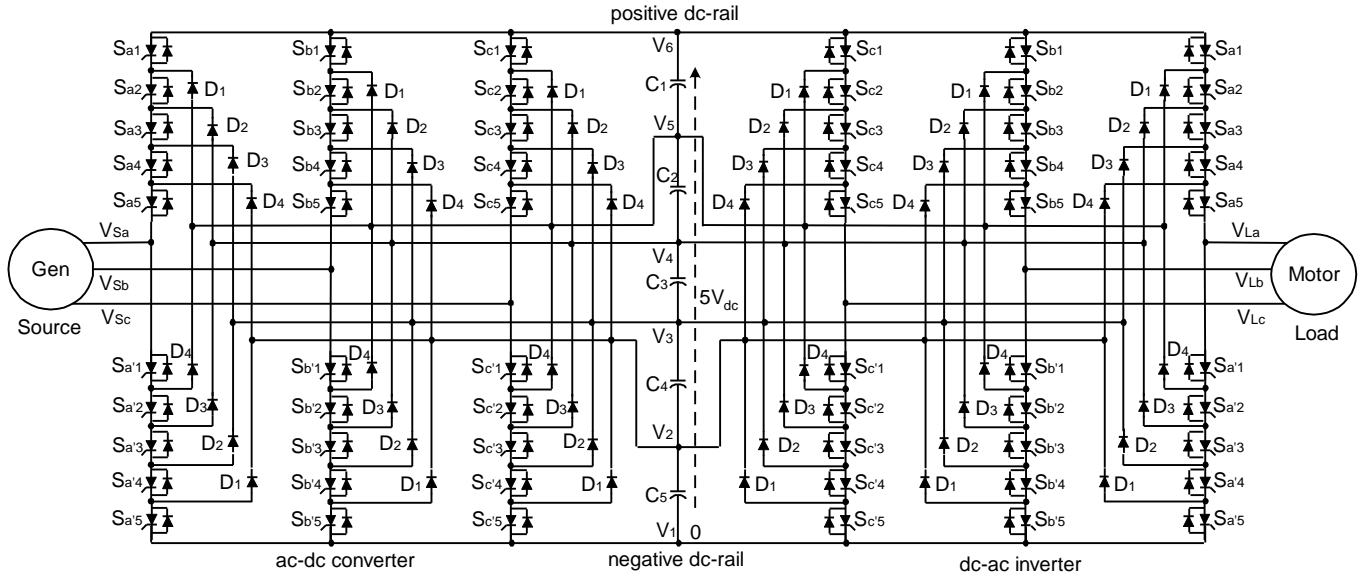 positive dc-rail
Sa1 Sb1 Sc1 V6 Sc1 Sb1 Sa1
Sa2 D1 Sb2 D1 Sc2 D1 C1 D1 Sc2 D1 Sb2 D1 Sa2
Sa3 D2 Sb3 D2 Sc3 D2 V5 D2 Sc3 D2 Sb3 D2 Sa3
Sa4 D3 Sb4 D3 Sc4 D3 D3 Sc4 D3 Sb4 D3 Sa4
C2
Sa5 D4 Sb5 D4 Sc5 D4 D4 Sc5 D4 Sb5 D4 Sa5
VSa VLa
Gen V4 Motor
VSb C3 5Vdc VLb
VSc VLc
Source Load
V3
D4 D4 D4 D4 D4 D4
Sa'1 Sb'1 Sc'1 C4 Sc'1 Sb'1 Sa'1
Sa'2 D3 Sb'2 D3 Sc'2 D3 D3 Sc'2 D3 Sb'2 D3 Sa'2
V2
Sa'3 D2 Sb'3 D2 Sc'3 D2 D2 Sc'3 D2 Sb'3 D2 Sa'3
Sa'4 D1 Sb'4 D1 Sc'4 D1 D1 Sc'4 D1 Sb'4 D1 Sa'4
C5
Sa'5 Sb'5 Sc'5 V1 0 Sc'5 Sb'5 Sa'5
ac-dc converter negative dc-rail dc-ac inverter